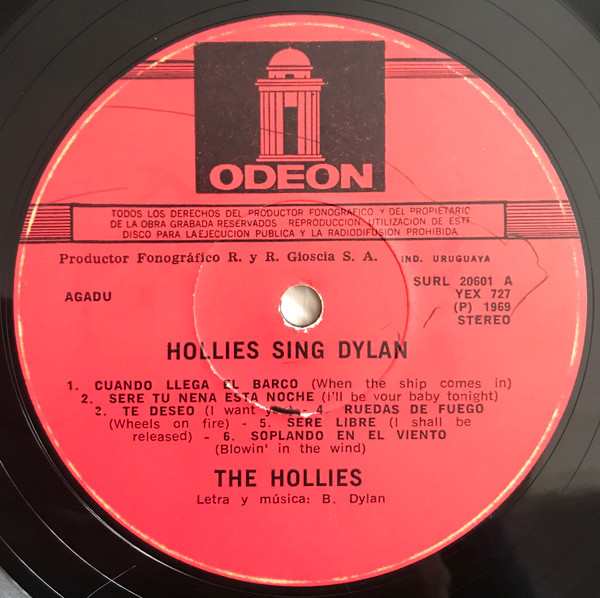 ODEON
TODOS LOS DERECHOS DEL PRODUCTOR FONOGRAFICO Y DEL PROPIETARIO
DE LA OBRA GRABADA RESERVADOS REPRODUCCION UTILIZACION DE ESTE
DISCO PARA LA EJECUCION PUBLICA Y LA RADIODIFUSION PROHIBIDA
Productor Fonográfico R. y R. Gioscia S. A. IND. URUGUAYA
AGADU
SURL 20601 A
YEX 727
(P) 1969
STEREO
HOLLIES SING DYLAN
1. CUANDO LLEGA EL BARCO (When the ship comes in)
2. SERE TU NENA ESTA NOCHE (I'll be your baby tonight)
3. TE DESEO (I want - 4. RUEDAS DE FUEGO
(Wheels on fire) - 5. SERE LIBRE (I shall be
released) - 6. SOPLANDO EN EL VIENTO
(Blowin' in the wind)
THE HOLLIES
Letra y música: B. Dylan